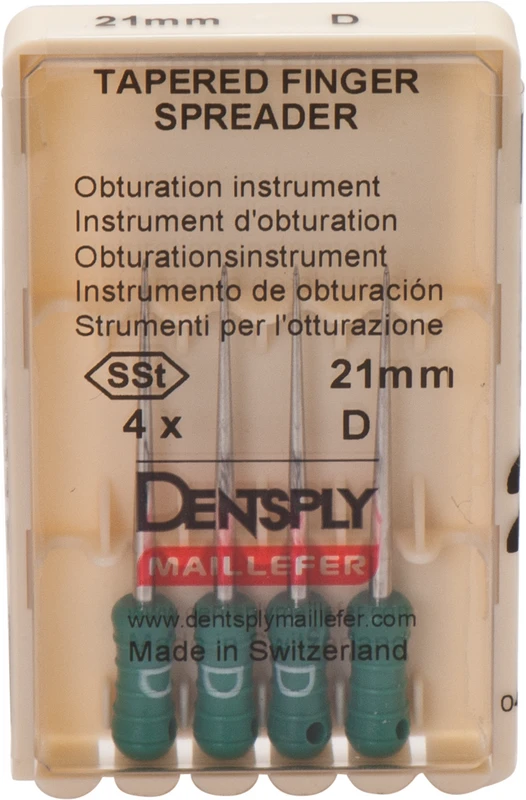 21mm D
TAPERED FINGER
SPREADER
Obturation instrument
Instrument d'obturation
Obturationsinstrument
Instrumento de obturación
Strumenti per l'otturazione
SSt 21mm
4 x D
DENTSPLY
MAILLEFER
www.dentsplymaillefer.com
Made in Switzerland
D D D